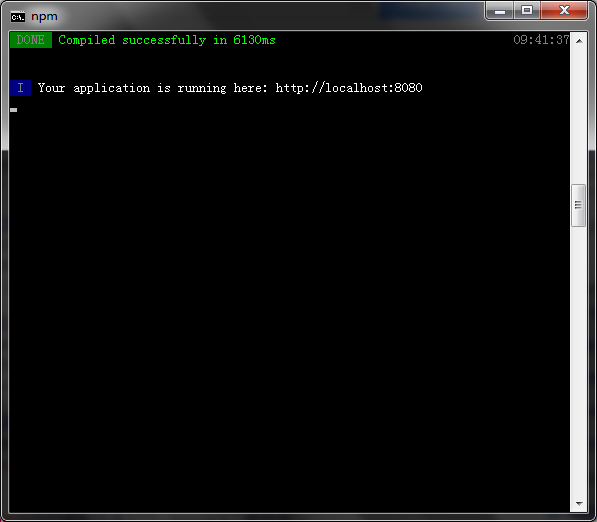 npm
DONE Compiled successfully in 6130ms 09:41:37
I Your application is running here: http://localhost:8080